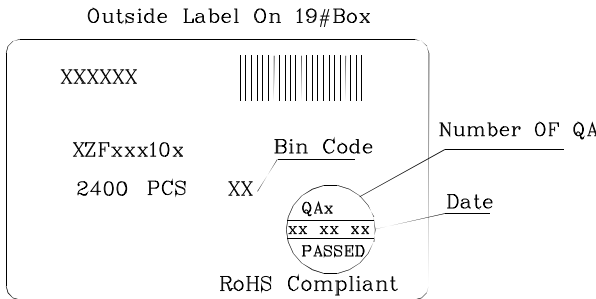 Outside Label On 19#Box
XXXXXX
Number OF QA
XZFxxx10x
Bin Code
2400 PCS XX
Date
QAx
xx xx xx
PASSED
RoHS Compliant